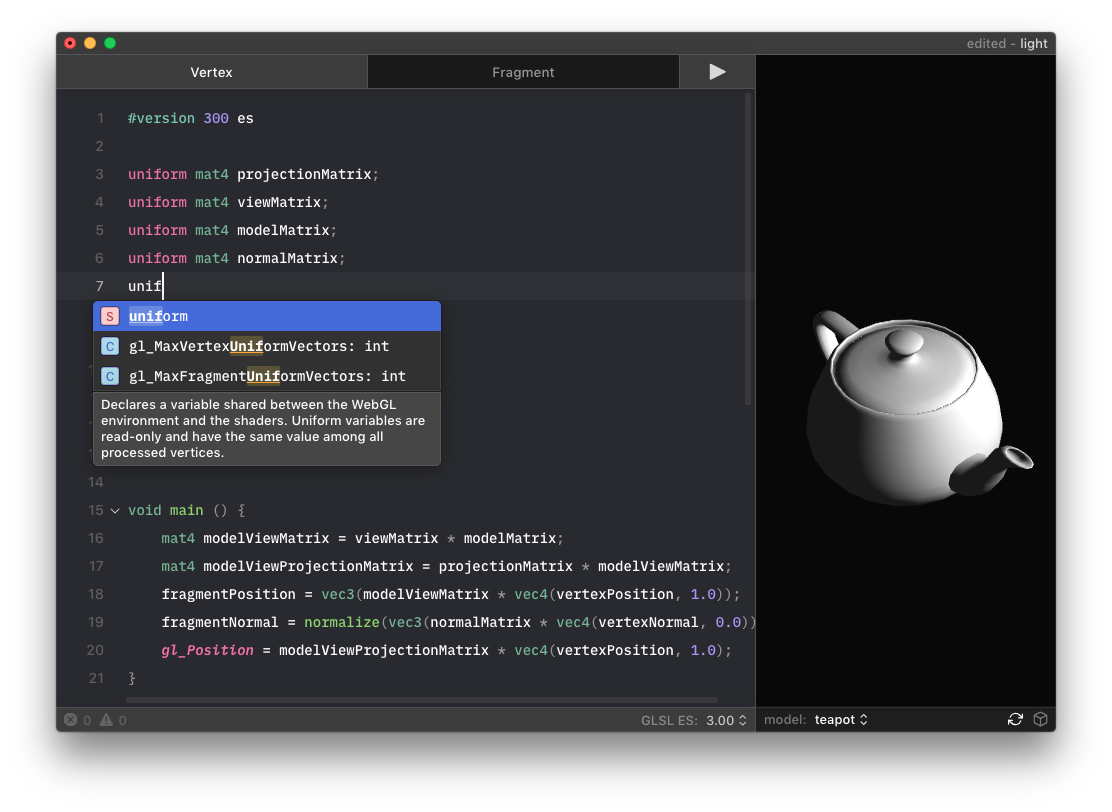 edited - light
Vertex
Fragment
1 #version 300 es
2
3 uniform mat4 projectionMatrix;
4 uniform mat4 viewMatrix;
5 uniform mat4 modelMatrix;
6 uniform mat4 normalMatrix;
7 unif
S uniform
C gl_MaxVertexUniformVectors: int
C gl_MaxFragmentUniformVectors: int
Declares a variable shared between the WebGL
environment and the shaders. Uniform variables are
read-only and have the same value among all
processed vertices.
14
15 void main () {
16 mat4 modelViewMatrix = viewMatrix * modelMatrix;
17 mat4 modelViewProjectionMatrix = projectionMatrix * modelViewMatrix;
18 fragmentPosition = vec3(modelViewMatrix * vec4(vertexPosition, 1.0));
19 fragmentNormal = normalize(vec3(normalMatrix * vec4(vertexNormal, 0.0))
20 gl_Position = modelViewProjectionMatrix * vec4(vertexPosition, 1.0);
21 }
0 0 GLSL ES: 3.00 model: teapot